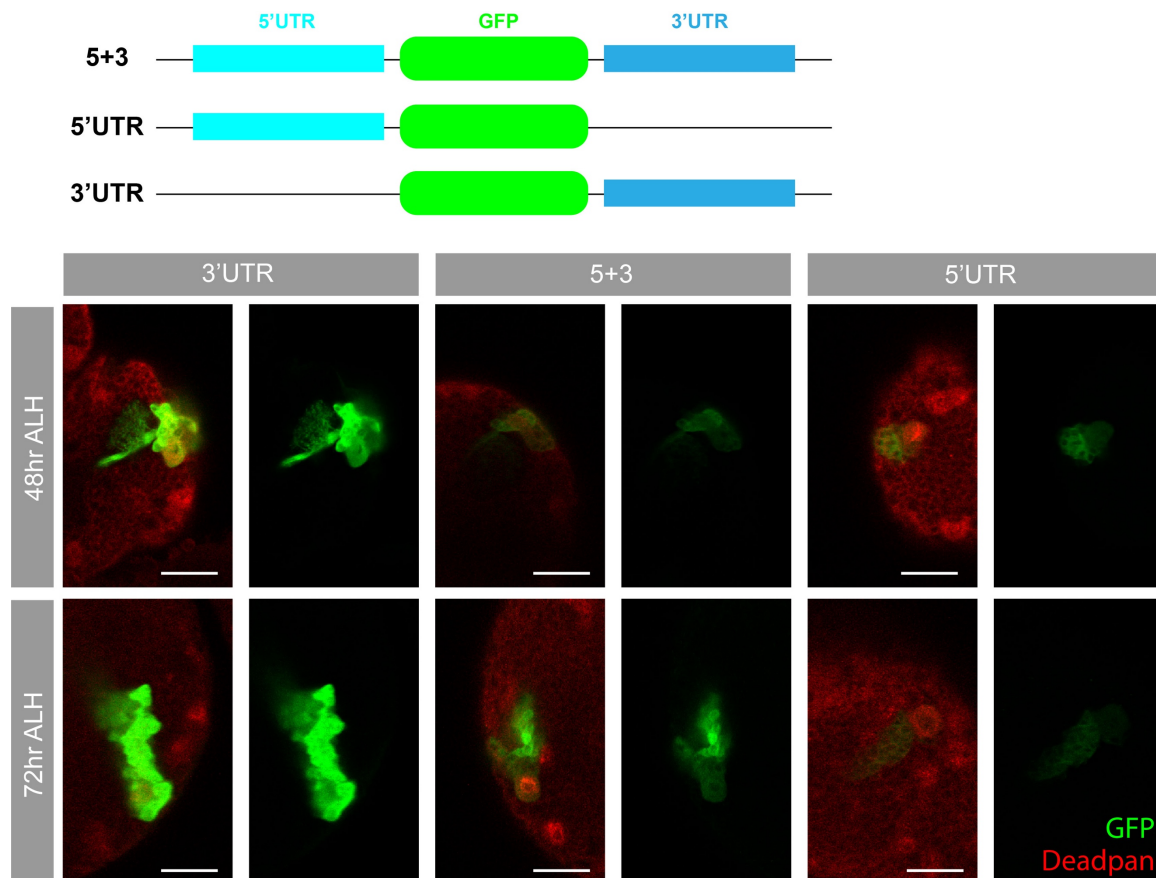 5'UTR GFP 3'UTR
5+3
5'UTR
3'UTR
3'UTR 5+3 5'UTR
48hr ALH
72hr ALH
GFP
Deadpan